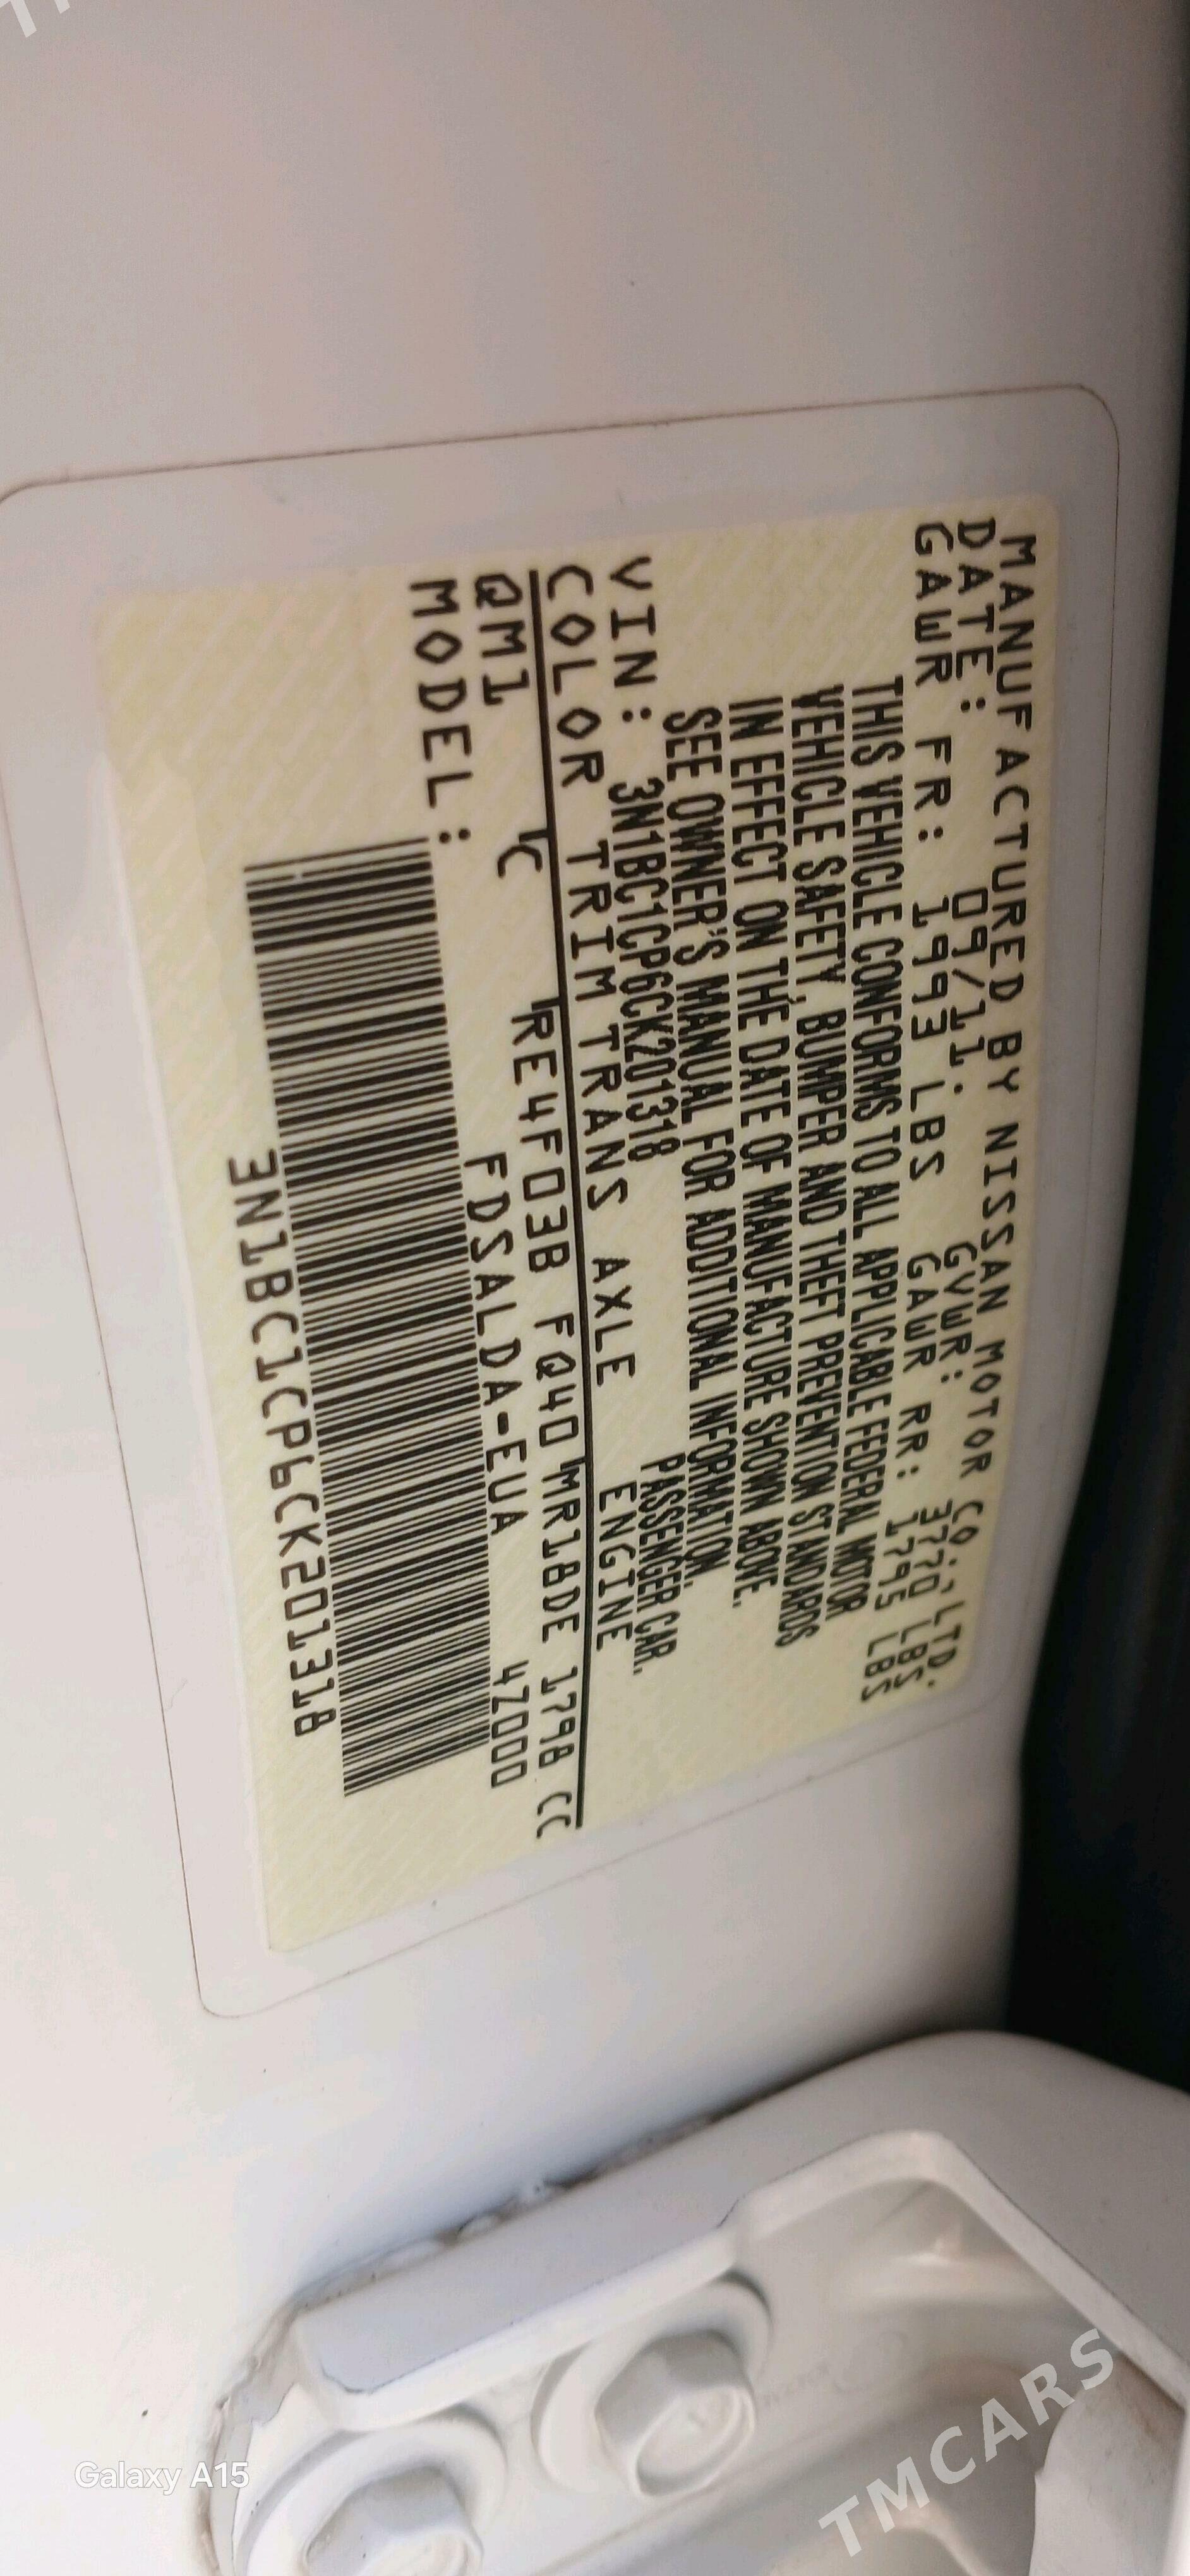 MANUFACTURED BY NISSAN MOTOR CO., LTD.
DATE: 09/11. GVWR: 3770 LBS.
GAWR FR: 1993 LBS GAWR RR: 1795 LBS
THIS VEHICLE CONFORMS TO ALL APPLICABLE FEDERAL MOTOR
VEHICLE SAFETY, BUMPER AND THEFT PREVENTION STANDARDS
IN EFFECT ON THE DATE OF MANUFACTURE SHOWN ABOVE.
SEE OWNER'S MANUAL FOR ADDITIONAL INFORMATION.
VIN: 3N1BC1CP6CK201318 PASSENGER CAR.
COLOR TRIM TRANS AXLE ENGINE
QM1 C RE4F03B FQ40 MR18DE 1798 CC
MODEL: FDSALDA-EUA 4Z000
3N1BC1CP6CK201318
Galaxy A15
TMCARS